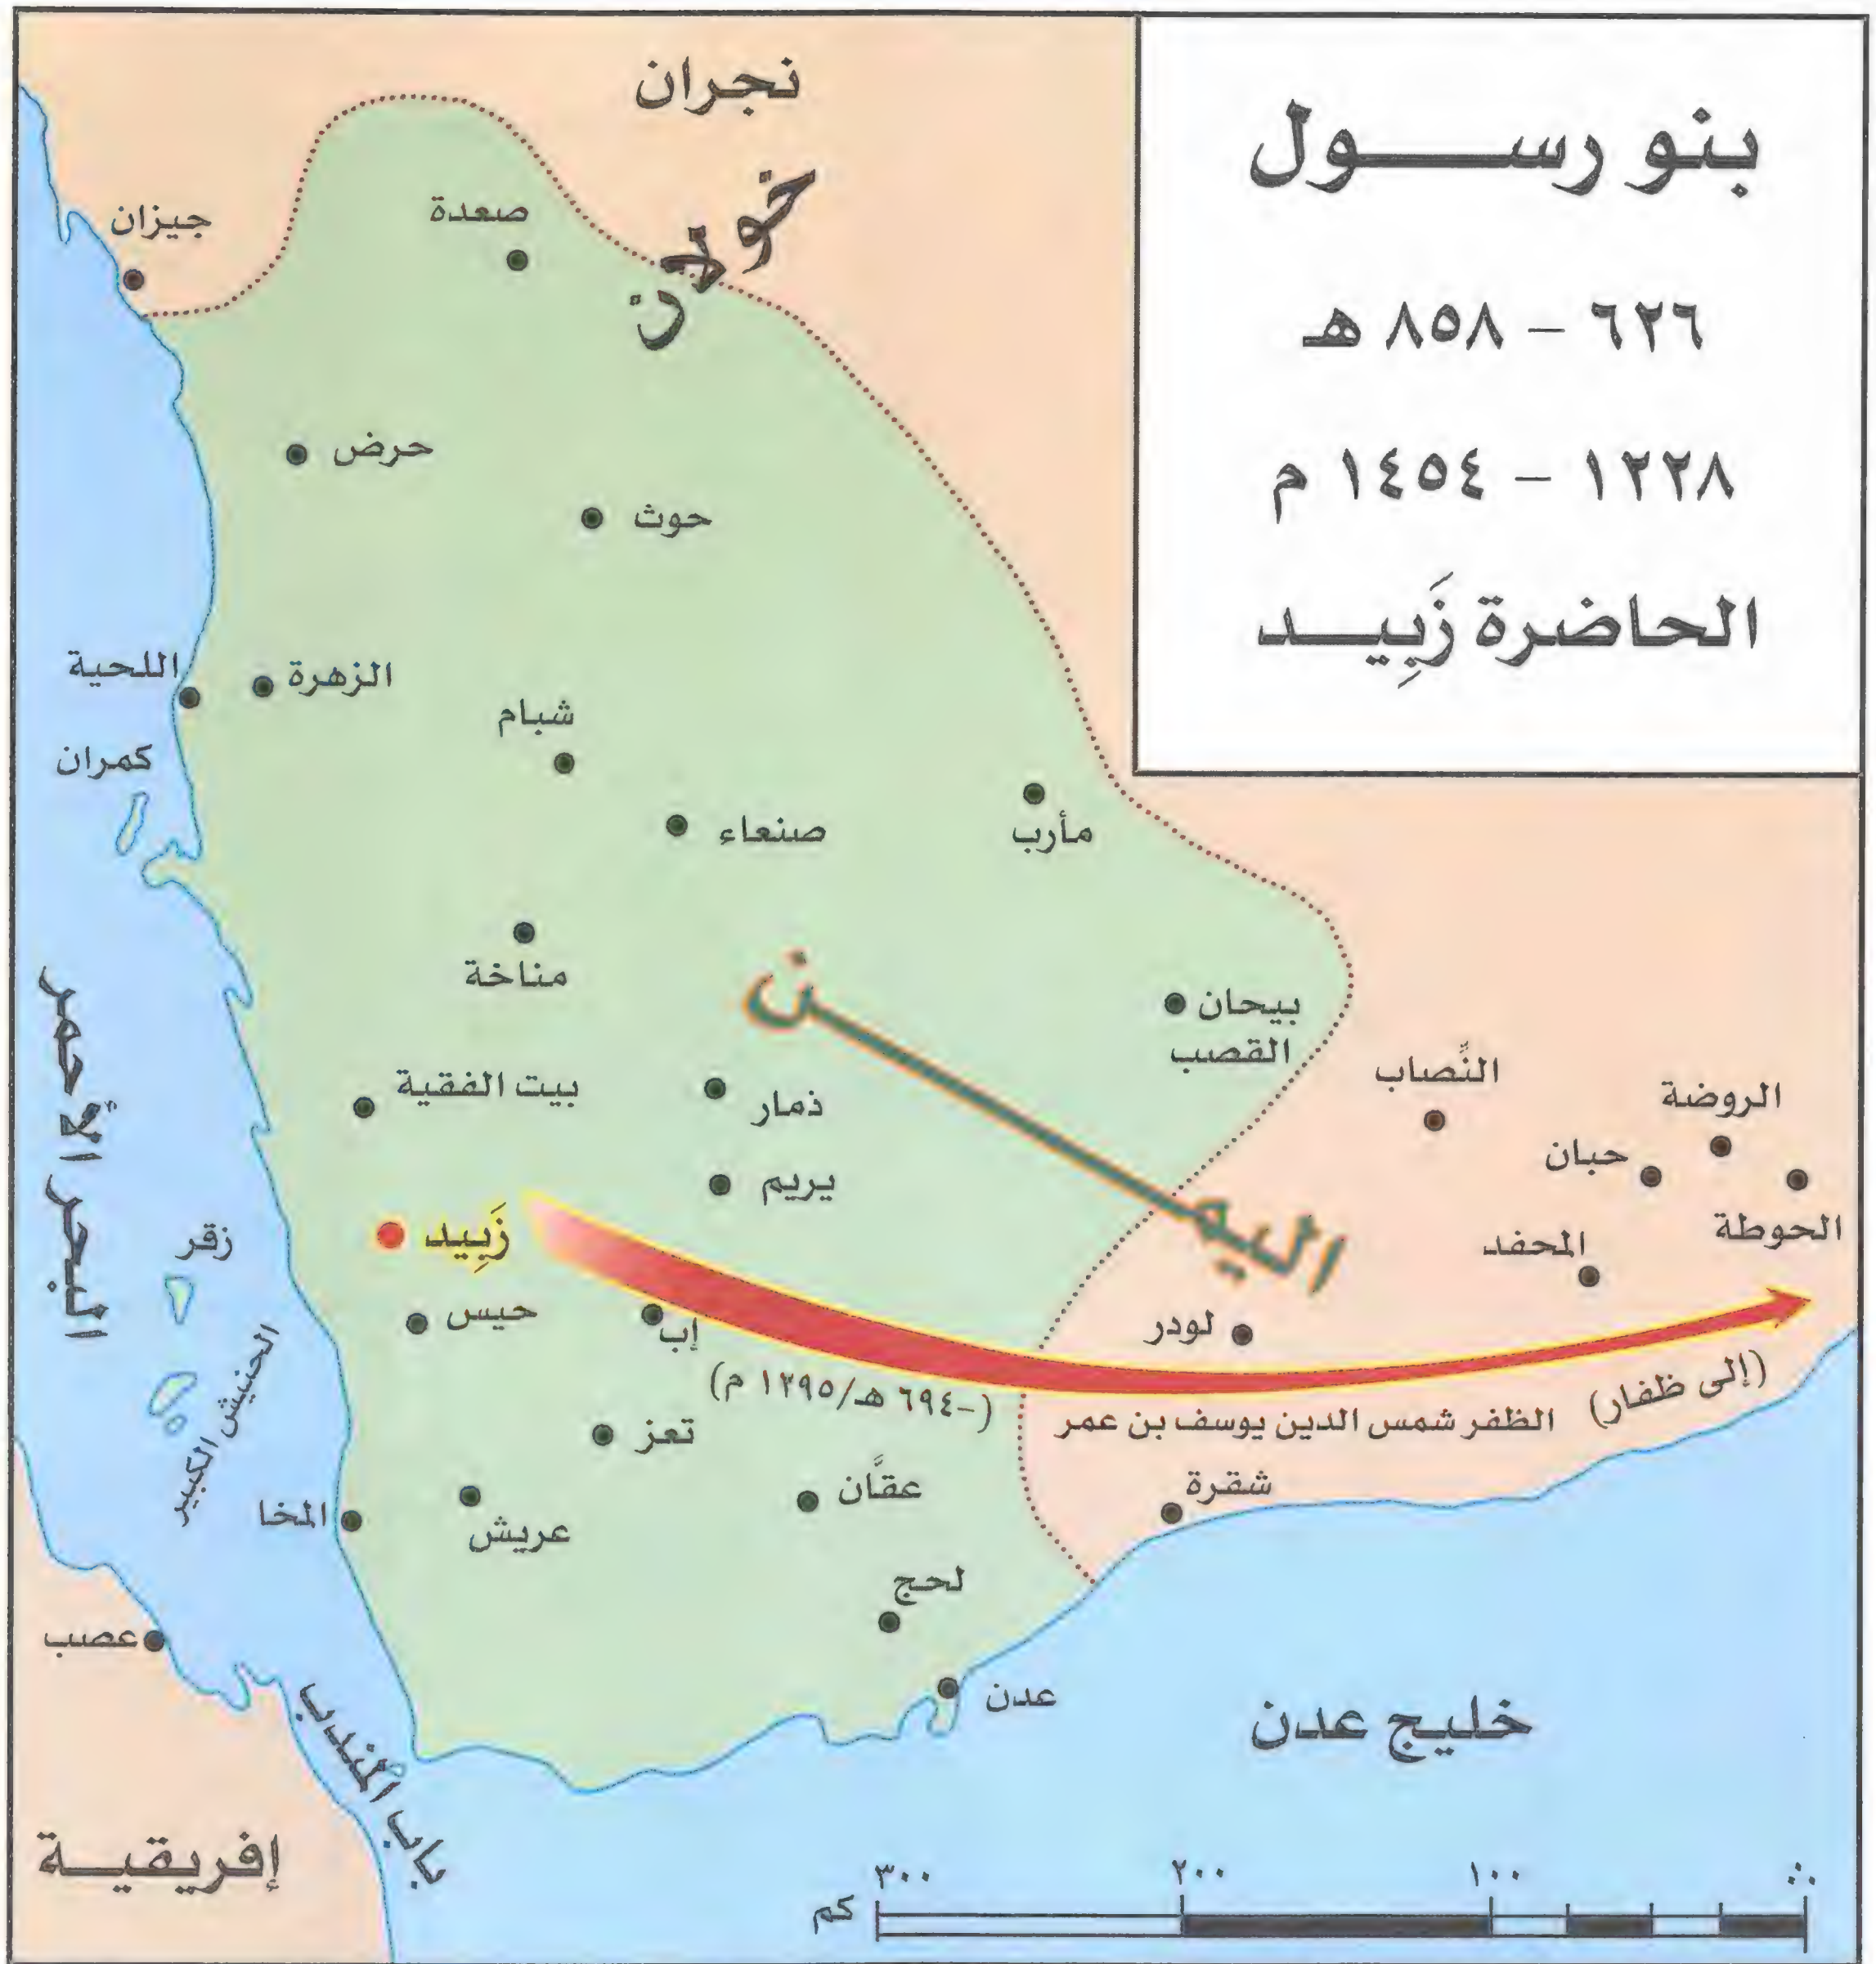 بنو رسول
٦٢٦ – ٨٥٨ هـ
١٢٢٨ – ١٤٥٤ م
الحاضرة زَبِيد
نجران
خولان
جيزان
صعدة
حرض
حوث
اللحية
الزهرة
كمران
شبام
صنعاء
مأرب
مناخة
بيحان
القصب
اليمن
النَّصاب
الروضة
حبان
الحوطة
المحفد
بيت الفقية
ذمار
يريم
زَبِيد
حيس
إب
لودر
(-٦٩٤ هـ/١٢٩٥ م)
الظفر شمس الدين يوسف بن عمر
(إلى ظفار)
البحر الأحمر
زقر
الحنيش الكبير
تعز
عقَّان
شقرة
المخا
عريش
لحج
عدن
عصب
باب المندب
خليج عدن
إفريقية
٣٠٠ ٢٠٠ ١٠٠
كم